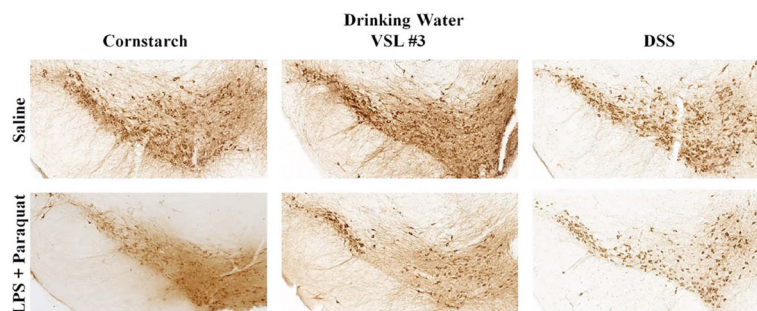 Drinking Water
Cornstarch VSL #3 DSS
Saline
LPS + Paraquat